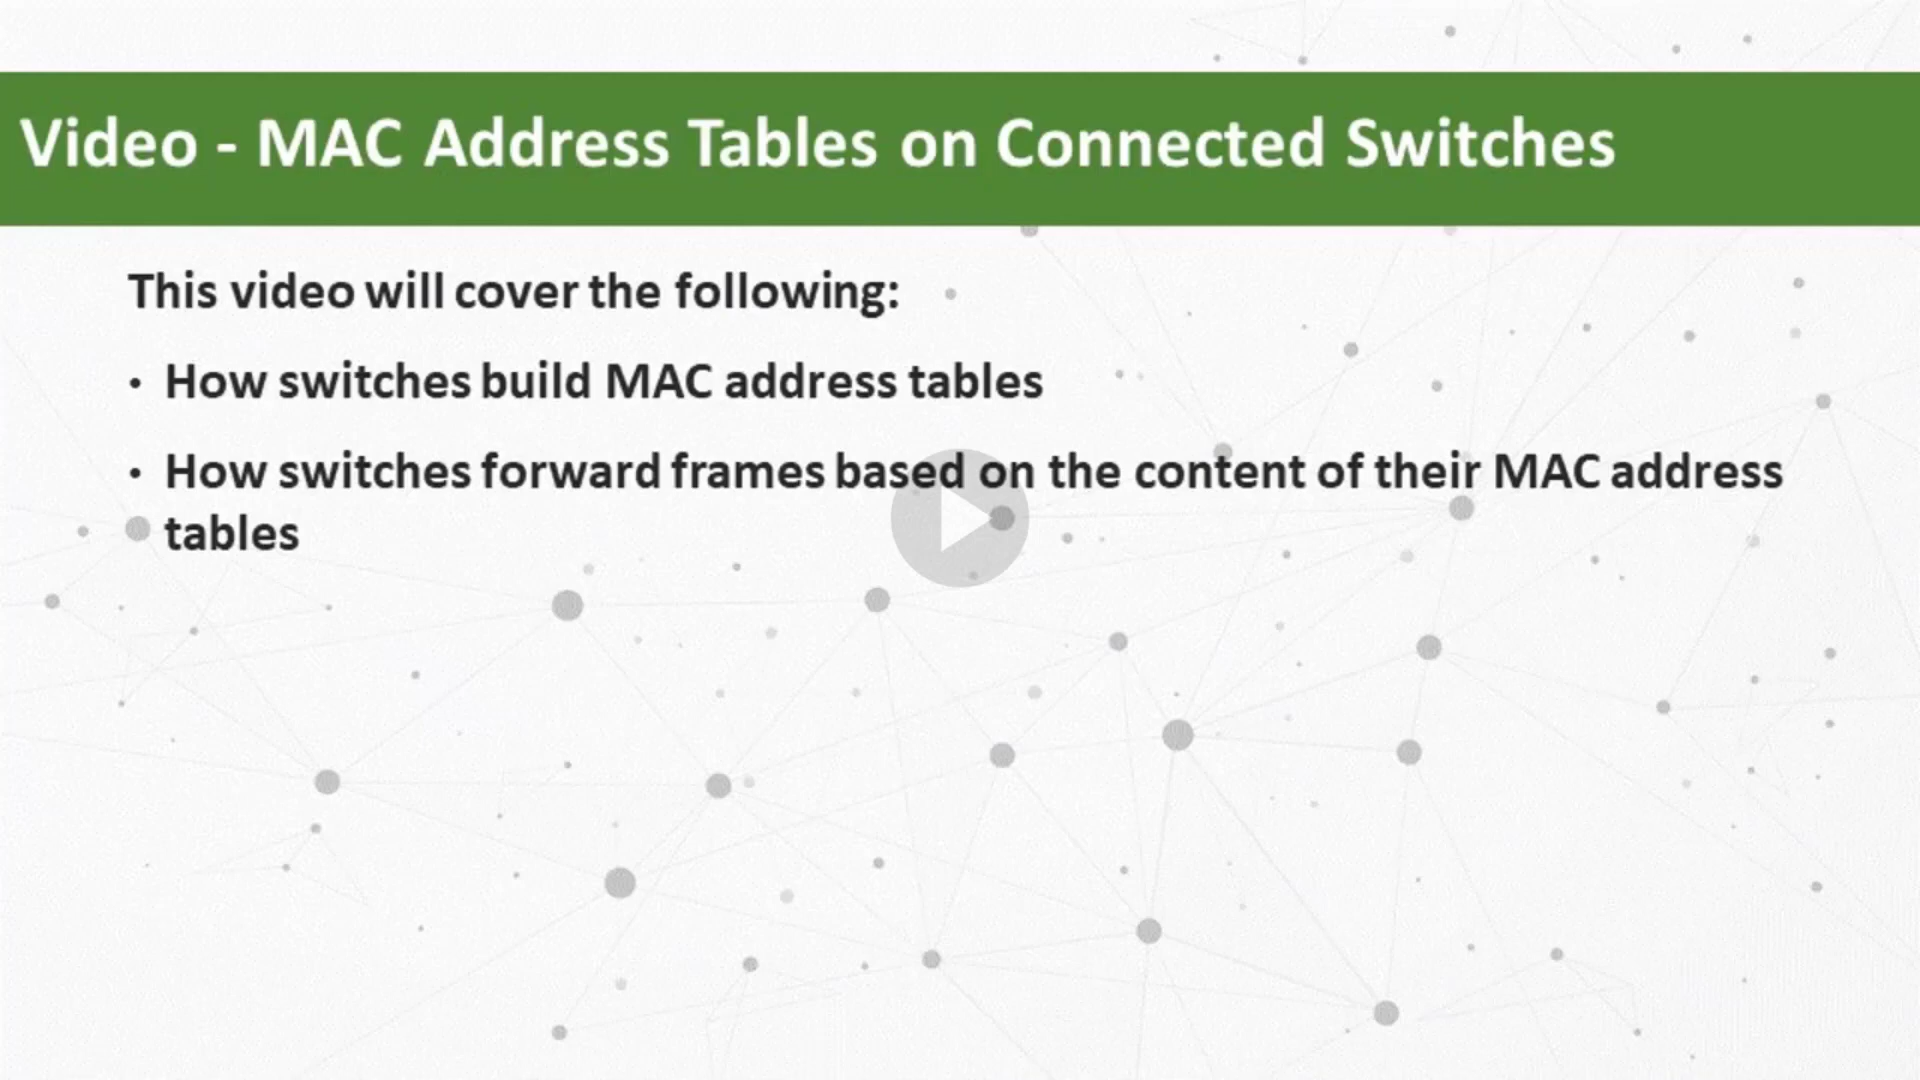 Video - MAC Address Tables on Connected Switches
This video will cover the following:
• How switches build MAC address tables
• How switches forward frames based on the content of their MAC address
tables